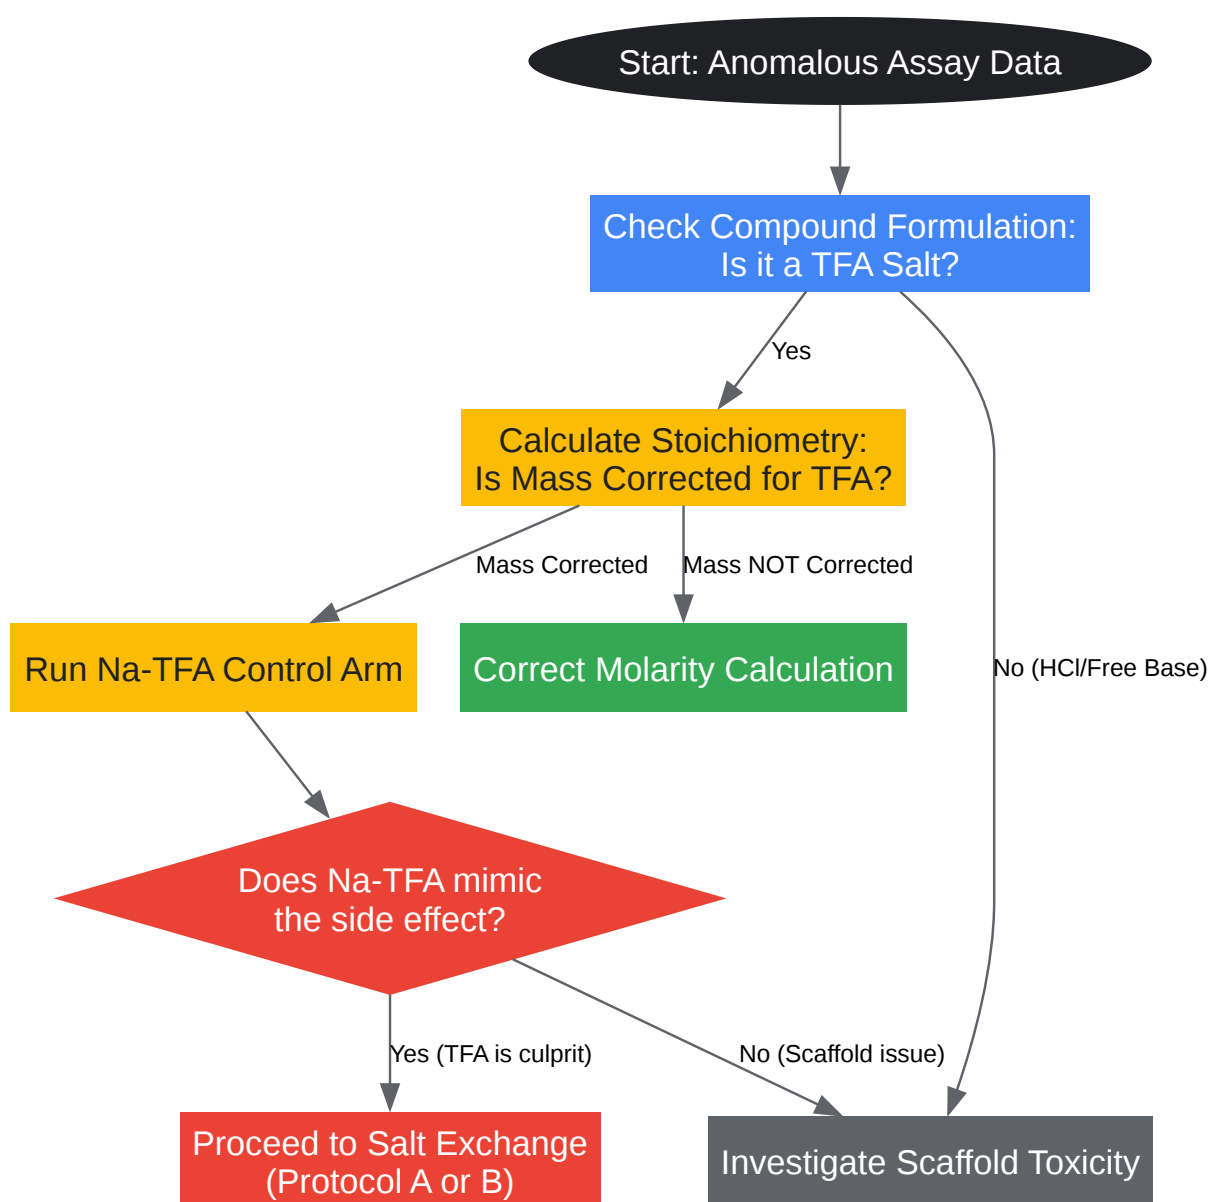 Start: Anomalous Assay Data
Check Compound Formulation:
Is it a TFA Salt?
Yes
Calculate Stoichiometry:
Is Mass Corrected for TFA?
Mass Corrected
Mass NOT Corrected
Run Na-TFA Control Arm
Correct Molarity Calculation
No (HCl/Free Base)
Does Na-TFA mimic
the side effect?
Yes (TFA is culprit)
No (Scaffold issue)
Proceed to Salt Exchange
(Protocol A or B)
Investigate Scaffold Toxicity